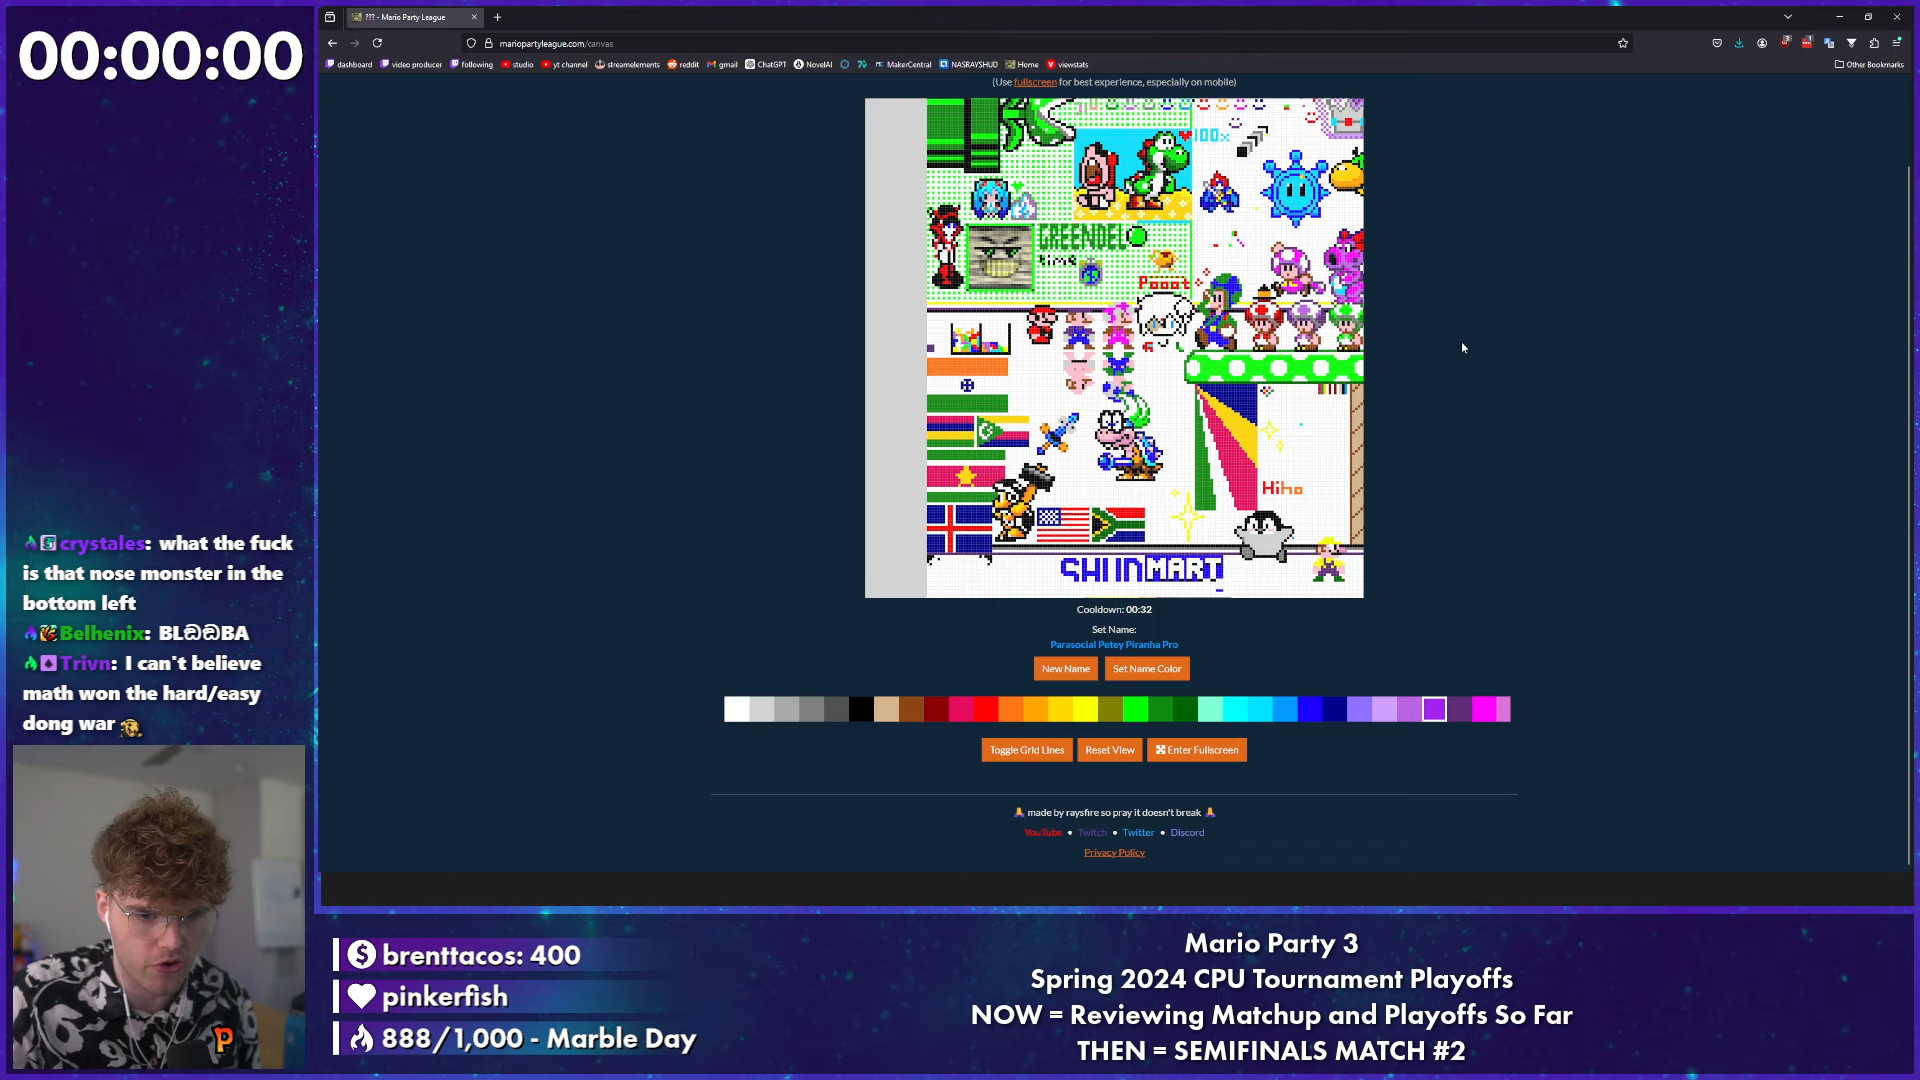 00:00:00
??? - Mario Party League
mariopartyleague.com/canvas
dashboard
video producer
following
studio
yt channel
streamelements
reddit
gmail
ChatGPT
NovelAI
MakerCentral
NASRAYSHUD
Home
viewstats
Other Bookmarks
(Use fullscreen for best experience, especially on mobile)
100x
GREENDEL
time
Pooot
Hiho
SHUDMART
Cooldown: 00:32
Set Name:
Parasocial Petey Piranha Pro
New Name
Set Name Color
Toggle Grid Lines
Reset View
Enter Fullscreen
made by raysfire so pray it doesn't break
YouTube • Twitch • Twitter • Discord
Privacy Policy
crystales: what the fuck
is that nose monster in the
bottom left
Belhenix: BL
BA
Trivn: I can't believe
math won the hard/easy
dong war
brenttacos: 400
pinkerfish
888/1,000 - Marble Day
Mario Party 3
Spring 2024 CPU Tournament Playoffs
NOW = Reviewing Matchup and Playoffs So Far
THEN = SEMIFINALS MATCH #2